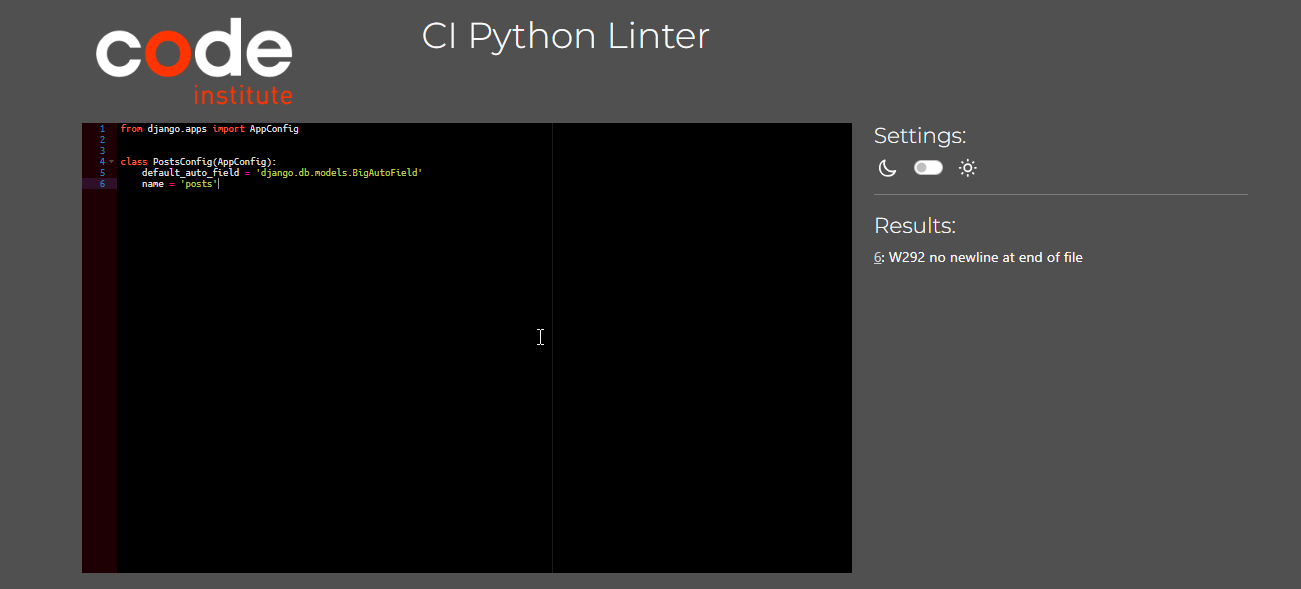 code
institute
CI Python Linter
1 from django.apps import AppConfig
2
3
4 class PostsConfig(AppConfig):
5     default_auto_field = 'django.db.models.BigAutoField'
6     name = 'posts'
Settings:
Results:
6: W292 no newline at end of file